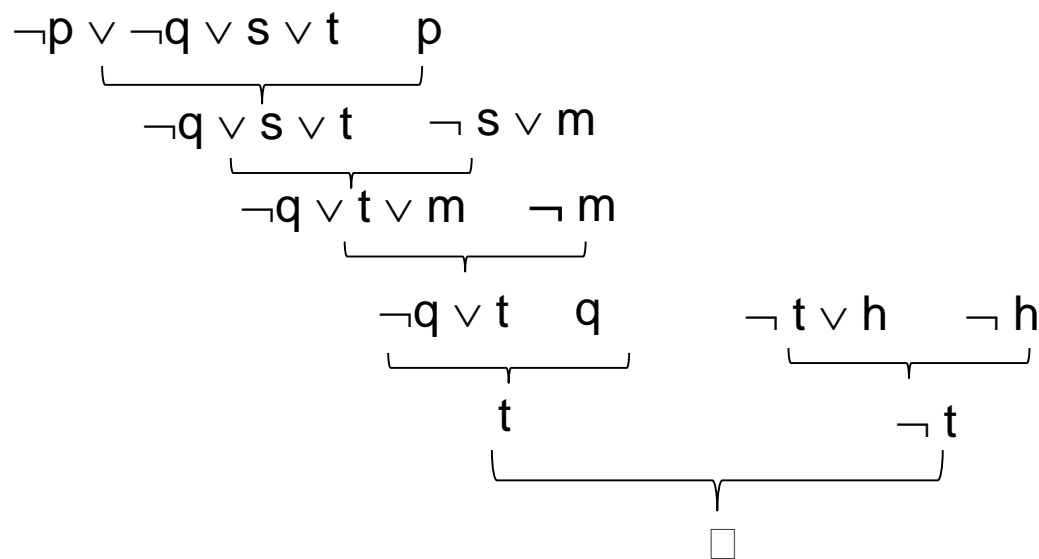 ¬p ∨ ¬q ∨ s ∨ t p
¬q ∨ s ∨ t ¬ s ∨ m
¬q ∨ t ∨ m ¬ m
¬q ∨ t q ¬ t ∨ h ¬ h
t ¬ t
□